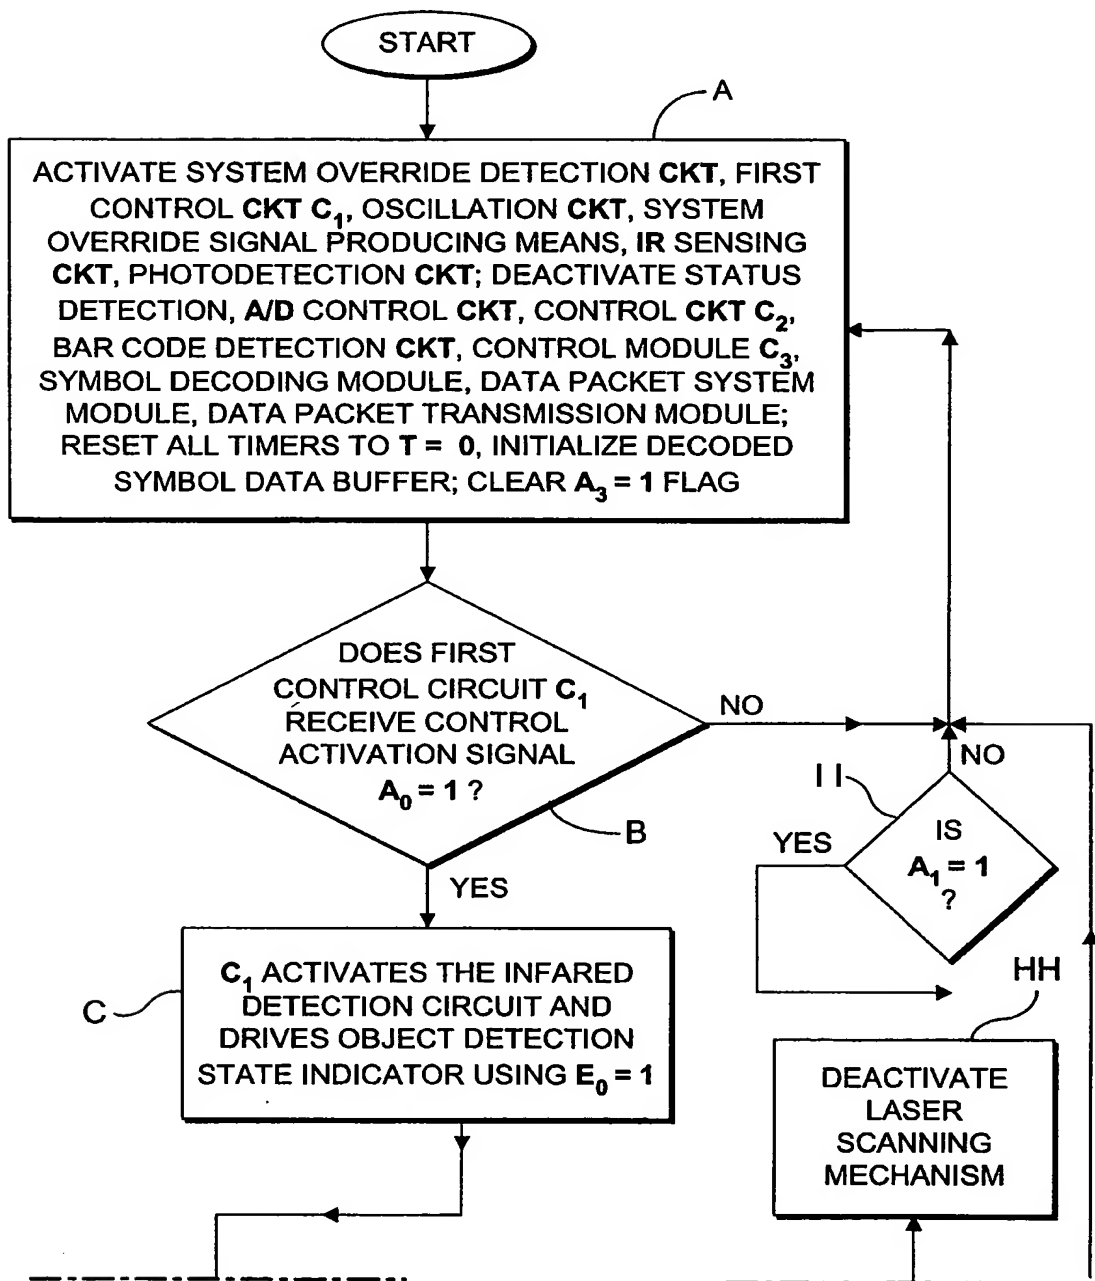 START
A
ACTIVATE SYSTEM OVERRIDE DETECTION CKT, FIRST
CONTROL CKT C₁, OSCILLATION CKT, SYSTEM
OVERRIDE SIGNAL PRODUCING MEANS, IR SENSING
CKT, PHOTODETECTION CKT; DEACTIVATE STATUS
DETECTION, A/D CONTROL CKT, CONTROL CKT C₂,
BAR CODE DETECTION CKT, CONTROL MODULE C₃,
SYMBOL DECODING MODULE, DATA PACKET SYSTEM
MODULE, DATA PACKET TRANSMISSION MODULE;
RESET ALL TIMERS TO T = 0, INITIALIZE DECODED
SYMBOL DATA BUFFER; CLEAR A₃ = 1 FLAG
DOES FIRST
CONTROL CIRCUIT C₁
RECEIVE CONTROL
ACTIVATION SIGNAL
A₀ = 1 ?
NO
B
YES
NO
II
YES
IS
A₁ = 1
?
C₁ ACTIVATES THE INFARED
DETECTION CIRCUIT AND
DRIVES OBJECT DETECTION
STATE INDICATOR USING E₀ = 1
C
HH
DEACTIVATE
LASER
SCANNING
MECHANISM